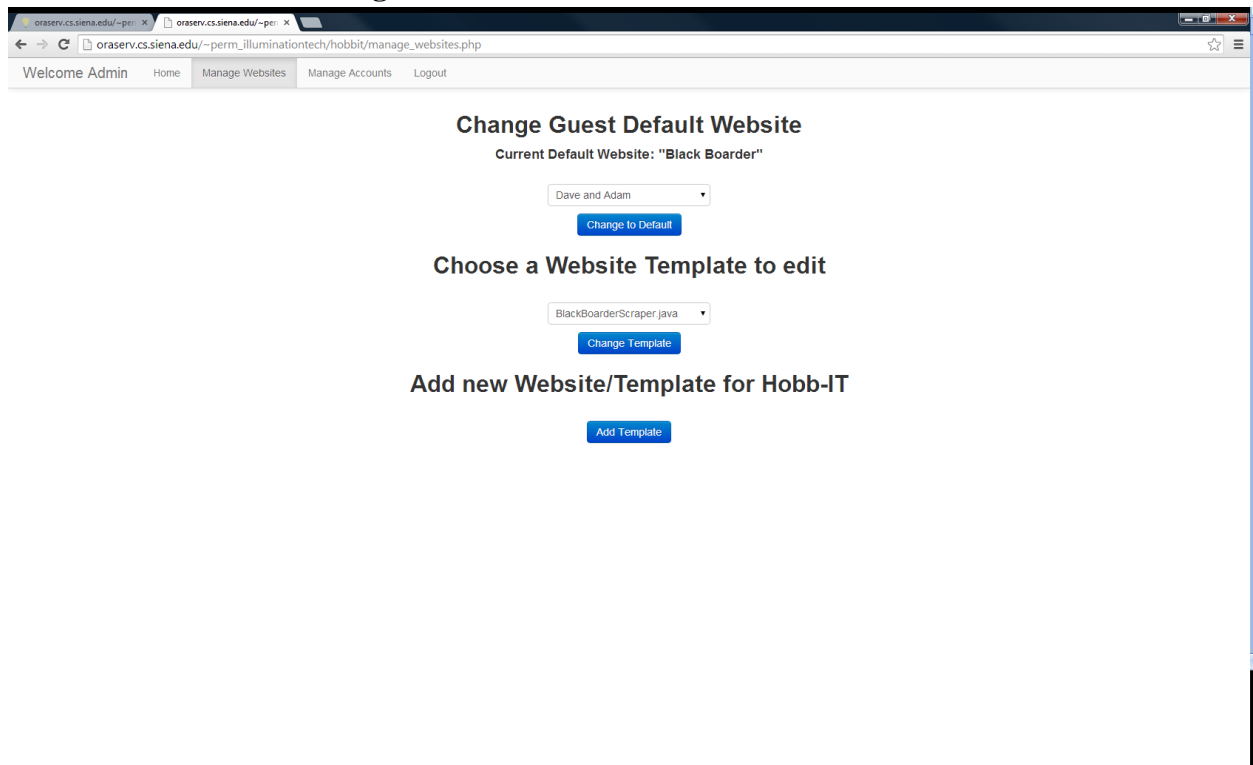 oraserv.cs.siena.edu/~per
oraserv.cs.siena.edu/~per
oraserv.cs.siena.edu/~perm_illuminationtech/hobbit/manage_websites.php
Welcome Admin Home Manage Websites Manage Accounts Logout
Change Guest Default Website
Current Default Website: "Black Boarder"
Dave and Adam
Change to Default
Choose a Website Template to edit
BlackBoarderScraper.java
Change Template
Add new Website/Template for Hobb-IT
Add Template